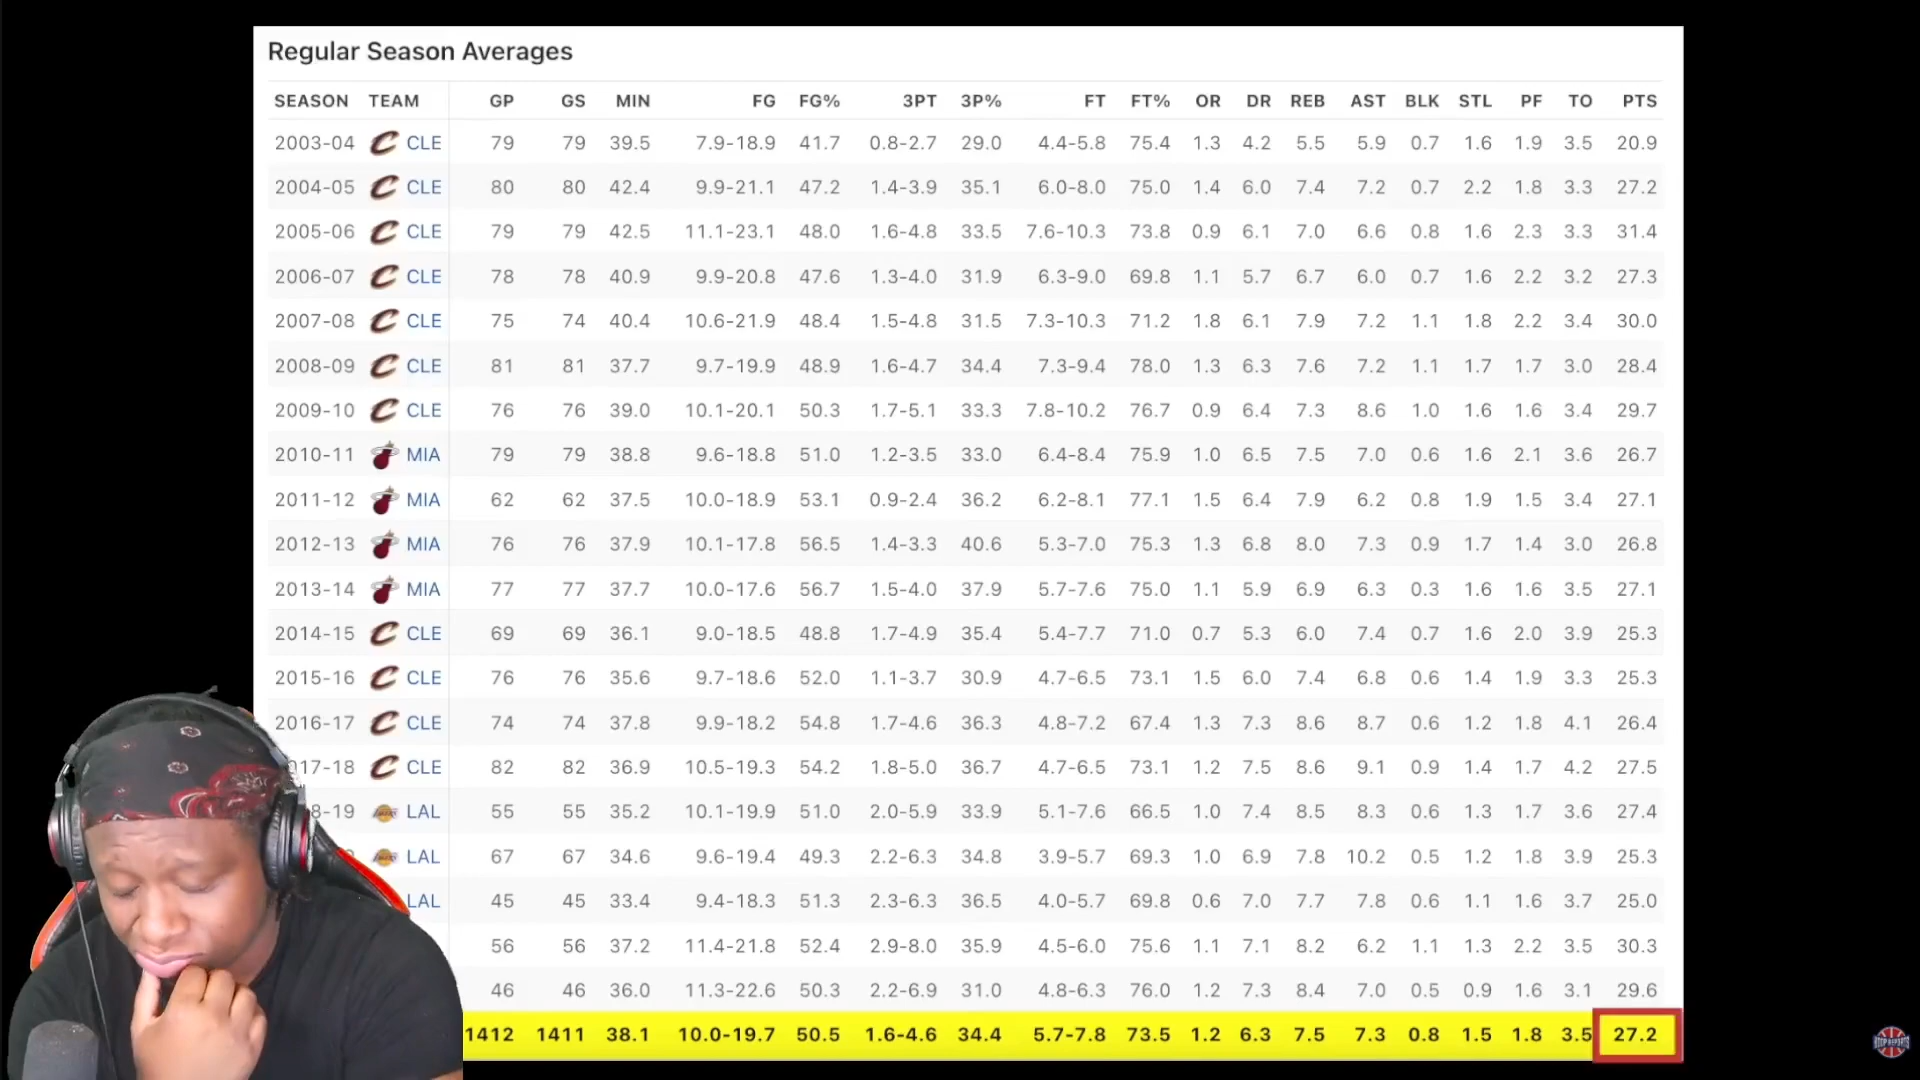 Regular Season Averages
SEASON TEAM GP GS MIN FG FG% 3PT 3P% FT FT% OR DR REB AST BLK STL PF TO PTS
2003-04 CLE 79 79 39.5 7.9-18.9 41.7 0.8-2.7 29.0 4.4-5.8 75.4 1.3 4.2 5.5 5.9 0.7 1.6 1.9 3.5 20.9
2004-05 CLE 80 80 42.4 9.9-21.1 47.2 1.4-3.9 35.1 6.0-8.0 75.0 1.4 6.0 7.4 7.2 0.7 2.2 1.8 3.3 27.2
2005-06 CLE 79 79 42.5 11.1-23.1 48.0 1.6-4.8 33.5 7.6-10.3 73.8 0.9 6.1 7.0 6.6 0.8 1.6 2.3 3.3 31.4
2006-07 CLE 78 78 40.9 9.9-20.8 47.6 1.3-4.0 31.9 6.3-9.0 69.8 1.1 5.7 6.7 6.0 0.7 1.6 2.2 3.2 27.3
2007-08 CLE 75 74 40.4 10.6-21.9 48.4 1.5-4.8 31.5 7.3-10.3 71.2 1.8 6.1 7.9 7.2 1.1 1.8 2.2 3.4 30.0
2008-09 CLE 81 81 37.7 9.7-19.9 48.9 1.6-4.7 34.4 7.3-9.4 78.0 1.3 6.3 7.6 7.2 1.1 1.7 1.7 3.0 28.4
2009-10 CLE 76 76 39.0 10.1-20.1 50.3 1.7-5.1 33.3 7.8-10.2 76.7 0.9 6.4 7.3 8.6 1.0 1.6 1.6 3.4 29.7
2010-11 MIA 79 79 38.8 9.6-18.8 51.0 1.2-3.5 33.0 6.4-8.4 75.9 1.0 6.5 7.5 7.0 0.6 1.6 2.1 3.6 26.7
2011-12 MIA 62 62 37.5 10.0-18.9 53.1 0.9-2.4 36.2 6.2-8.1 77.1 1.5 6.4 7.9 6.2 0.8 1.9 1.5 3.4 27.1
2012-13 MIA 76 76 37.9 10.1-17.8 56.5 1.4-3.3 40.6 5.3-7.0 75.3 1.3 6.8 8.0 7.3 0.9 1.7 1.4 3.0 26.8
2013-14 MIA 77 77 37.7 10.0-17.6 56.7 1.5-4.0 37.9 5.7-7.6 75.0 1.1 5.9 6.9 6.3 0.3 1.6 1.6 3.5 27.1
2014-15 CLE 69 69 36.1 9.0-18.5 48.8 1.7-4.9 35.4 5.4-7.7 71.0 0.7 5.3 6.0 7.4 0.7 1.6 2.0 3.9 25.3
2015-16 CLE 76 76 35.6 9.7-18.6 52.0 1.1-3.7 30.9 4.7-6.5 73.1 1.5 6.0 7.4 6.8 0.6 1.4 1.9 3.3 25.3
2016-17 CLE 74 74 37.8 9.9-18.2 54.8 1.7-4.6 36.3 4.8-7.2 67.4 1.3 7.3 8.6 8.7 0.6 1.2 1.8 4.1 26.4
17-18 CLE 82 82 36.9 10.5-19.3 54.2 1.8-5.0 36.7 4.7-6.5 73.1 1.2 7.5 8.6 9.1 0.9 1.4 1.7 4.2 27.5
8-19 LAL 55 55 35.2 10.1-19.9 51.0 2.0-5.9 33.9 5.1-7.6 66.5 1.0 7.4 8.5 8.3 0.6 1.3 1.7 3.6 27.4
LAL 67 67 34.6 9.6-19.4 49.3 2.2-6.3 34.8 3.9-5.7 69.3 1.0 6.9 7.8 10.2 0.5 1.2 1.8 3.9 25.3
LAL 45 45 33.4 9.4-18.3 51.3 2.3-6.3 36.5 4.0-5.7 69.8 0.6 7.0 7.7 7.8 0.6 1.1 1.6 3.7 25.0
56 56 37.2 11.4-21.8 52.4 2.9-8.0 35.9 4.5-6.0 75.6 1.1 7.1 8.2 6.2 1.1 1.3 2.2 3.5 30.3
46 46 36.0 11.3-22.6 50.3 2.2-6.9 31.0 4.8-6.3 76.0 1.2 7.3 8.4 7.0 0.5 0.9 1.6 3.1 29.6
1412 1411 38.1 10.0-19.7 50.5 1.6-4.6 34.4 5.7-7.8 73.5 1.2 6.3 7.5 7.3 0.8 1.5 1.8 3.5 27.2